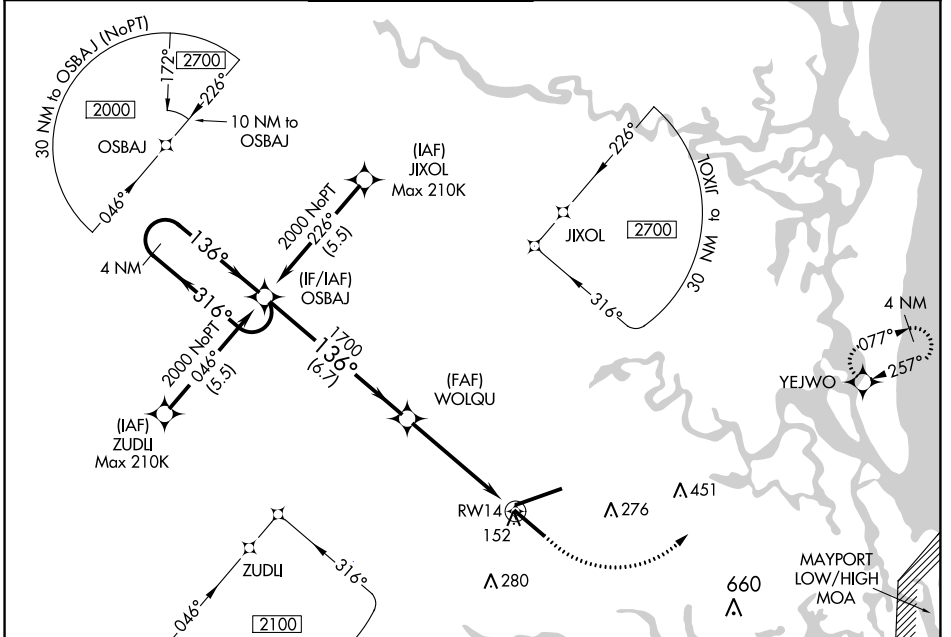 30 NM to OSBAJ (NoPT)
172°
2700
226°
2000
10 NM to
OSBAJ
OSBAJ
046°
(IAF)
JIXOL
Max 210K
2000 NoPT
226°
(5.5)
226°
JIXOL
2700
30 NM to JIXOL
316°
136°
4 NM
316°
(IF/IAF)
OSBAJ
2000 NoPT
046°
(5.5)
1700
136°
(6.7)
4 NM
077°
257°
YEJWO
(FAF)
WOLQU
(IAF)
ZUDLI
Max 210K
RW14
152
276
451
280
660
MAYPORT
LOW/HIGH
MOA
ZUDLI
316°
046°
2100